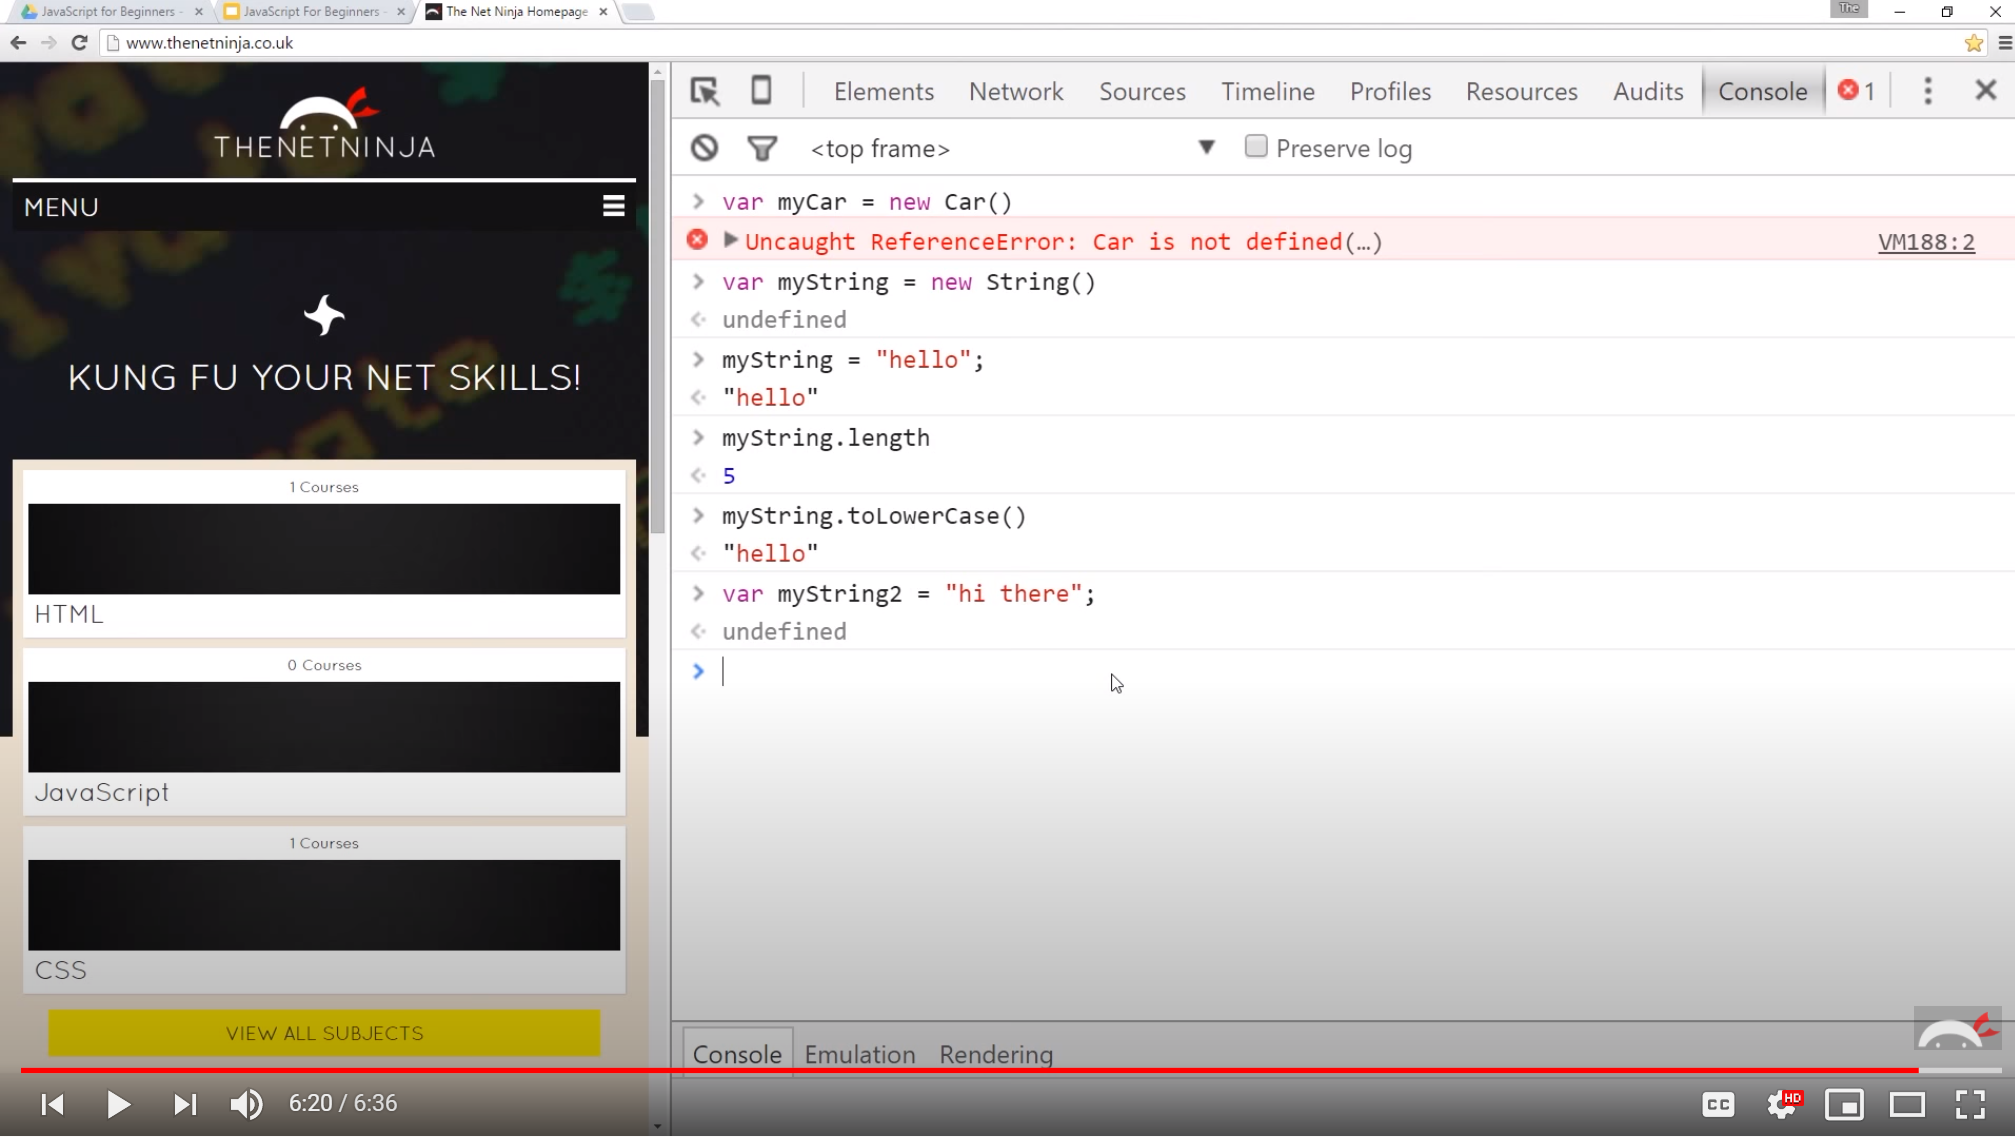 JavaScript for Beginners -
JavaScript For Beginners -
The Net Ninja Homepage
The
www.thenetninja.co.uk
THENETNINJA
MENU
KUNG FU YOUR NET SKILLS!
1 Courses
HTML
0 Courses
JavaScript
1 Courses
CSS
VIEW ALL SUBJECTS
Elements Network Sources Timeline Profiles Resources Audits Console 1
<top frame> Preserve log
> var myCar = new Car()
Uncaught ReferenceError: Car is not defined(…) VM188:2
> var myString = new String()
undefined
> myString = "hello";
"hello"
> myString.length
5
> myString.toLowerCase()
"hello"
> var myString2 = "hi there";
undefined
>
Console Emulation Rendering
6:20 / 6:36
CC HD